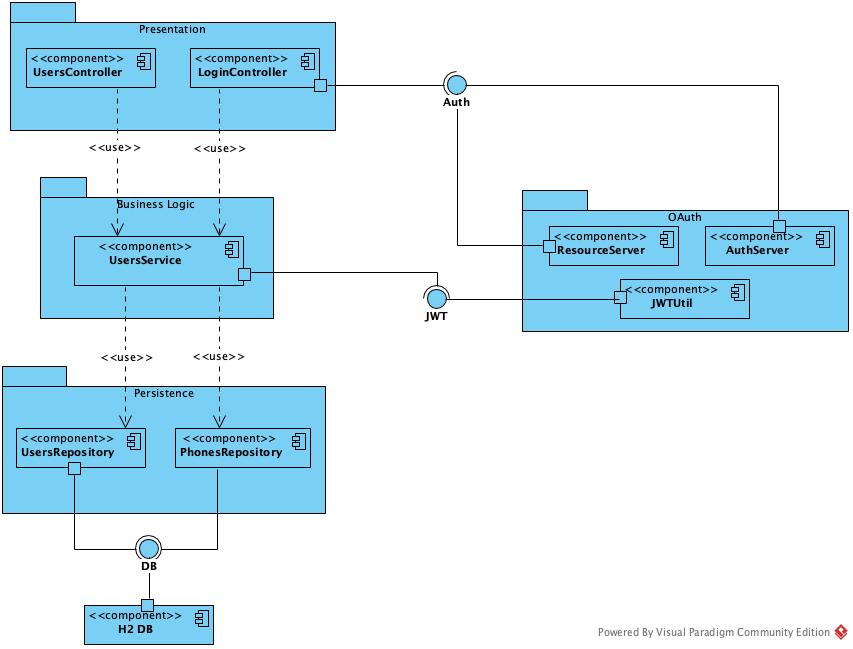 Presentation
<<component>>
UsersController
<<component>>
LoginController
Auth
<<use>>
<<use>>
Business Logic
<<component>>
UsersService
OAuth
<<component>>
ResourceServer
<<component>>
AuthServer
<<component>>
JWTUtil
JWT
<<use>>
<<use>>
Persistence
<<component>>
UsersRepository
<<component>>
PhonesRepository
DB
<<component>>
H2 DB
Powered By Visual Paradigm Community Edition